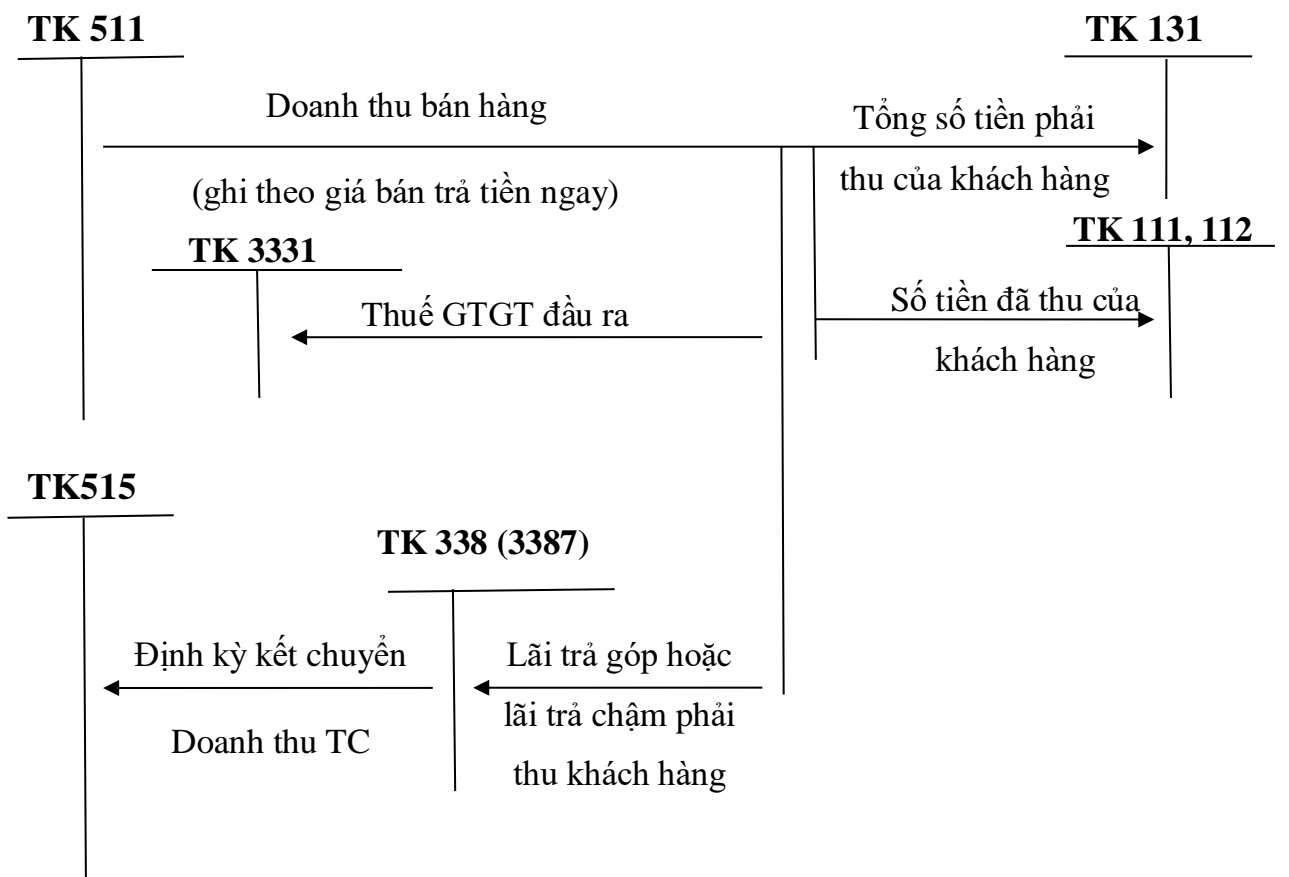 TK 511
TK 131
Doanh thu bán hàng
Tổng số tiền phải
thu của khách hàng
(ghi theo giá bán trả tiền ngay)
TK 111, 112
TK 3331
Số tiền đã thu của
khách hàng
Thuế GTGT đầu ra
TK515
TK 338 (3387)
Định kỳ kết chuyển
Doanh thu TC
Lãi trả góp hoặc
lãi trả chậm phải
thu khách hàng